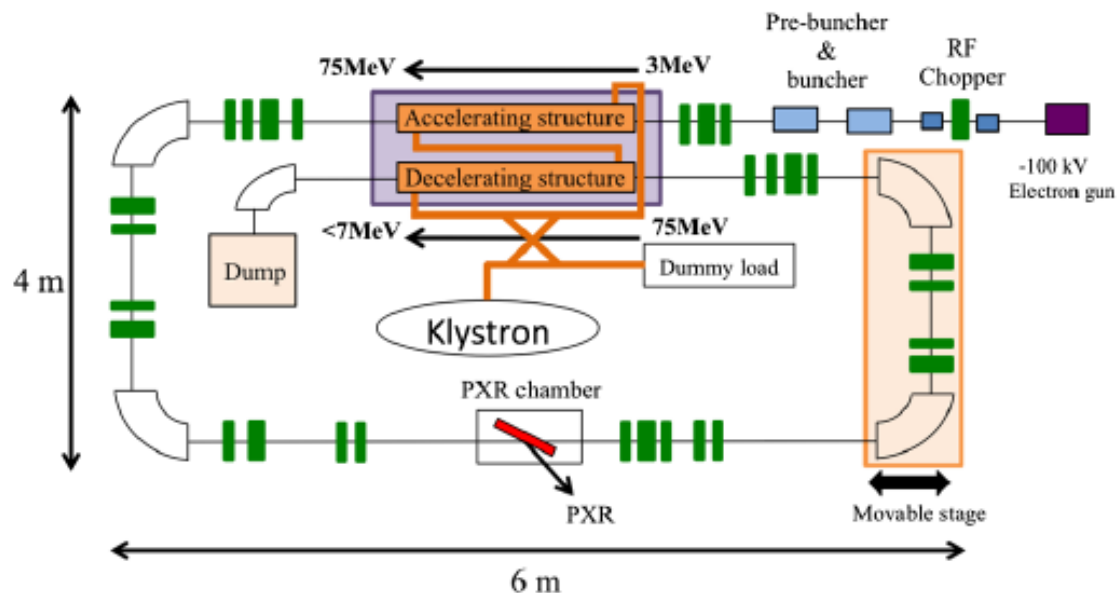 Pre-buncher
&
buncher
RF
Chopper
75MeV
3MeV
Accelerating structure
Decelerating structure
-100 kV
Electron gun
<7MeV
75MeV
Dump
Dummy load
4 m
Klystron
PXR chamber
PXR
Movable stage
6 m